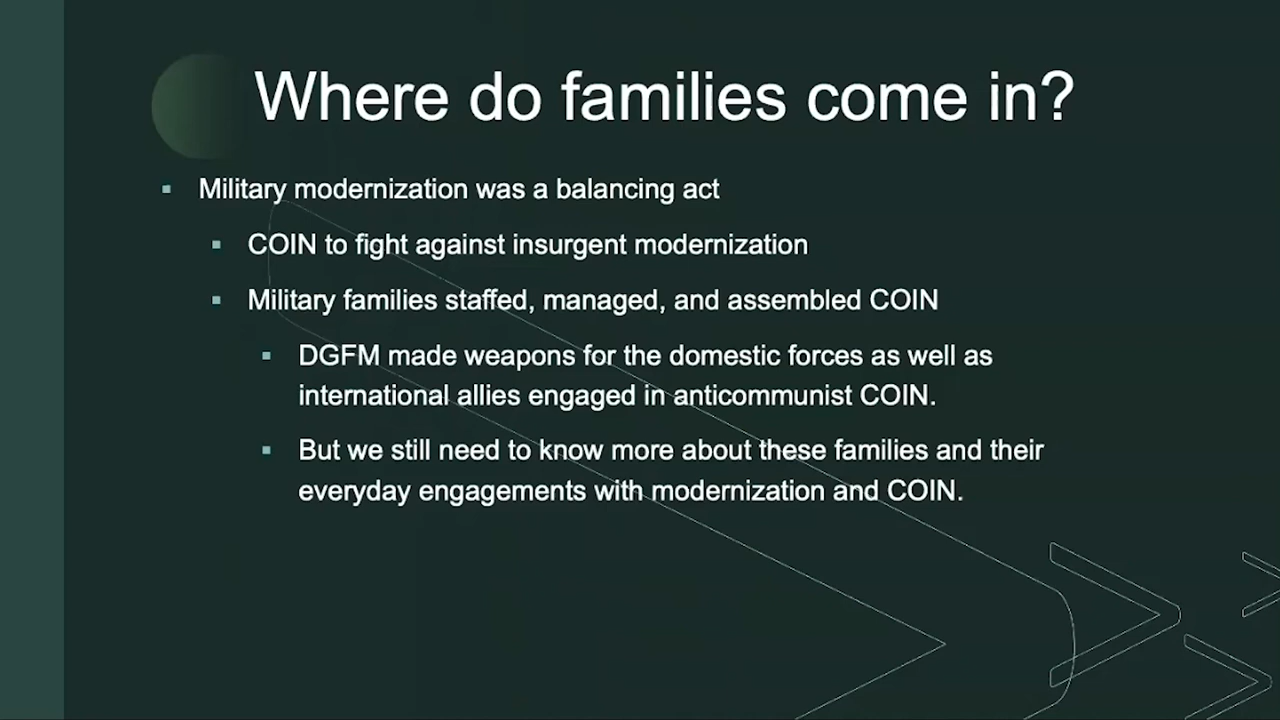 Where do families come in?
Military modernization was a balancing act
COIN to fight against insurgent modernization
Military families staffed, managed, and assembled COIN
DGFM made weapons for the domestic forces as well as
international allies engaged in anticommunist COIN.
But we still need to know more about these families and their
everyday engagements with modernization and COIN.